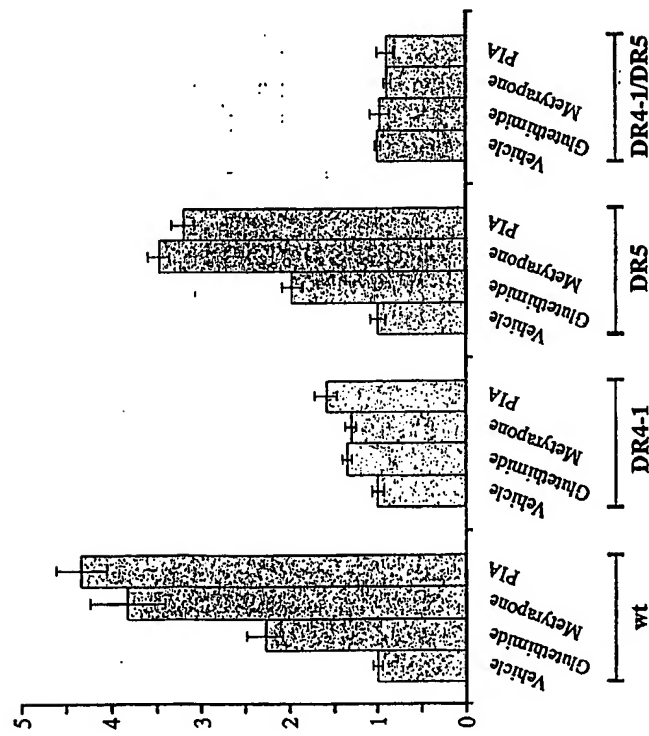 5
4
3
2
1
0
Vehicle
Glutethimide
Metyrapone
PIA
Vehicle
Glutethimide
Metyrapone
PIA
Vehicle
Glutethimide
Metyrapone
PIA
Vehicle
Glutethimide
Metyrapone
PIA
wt
DR4-1
DR5
DR4-1/DR5